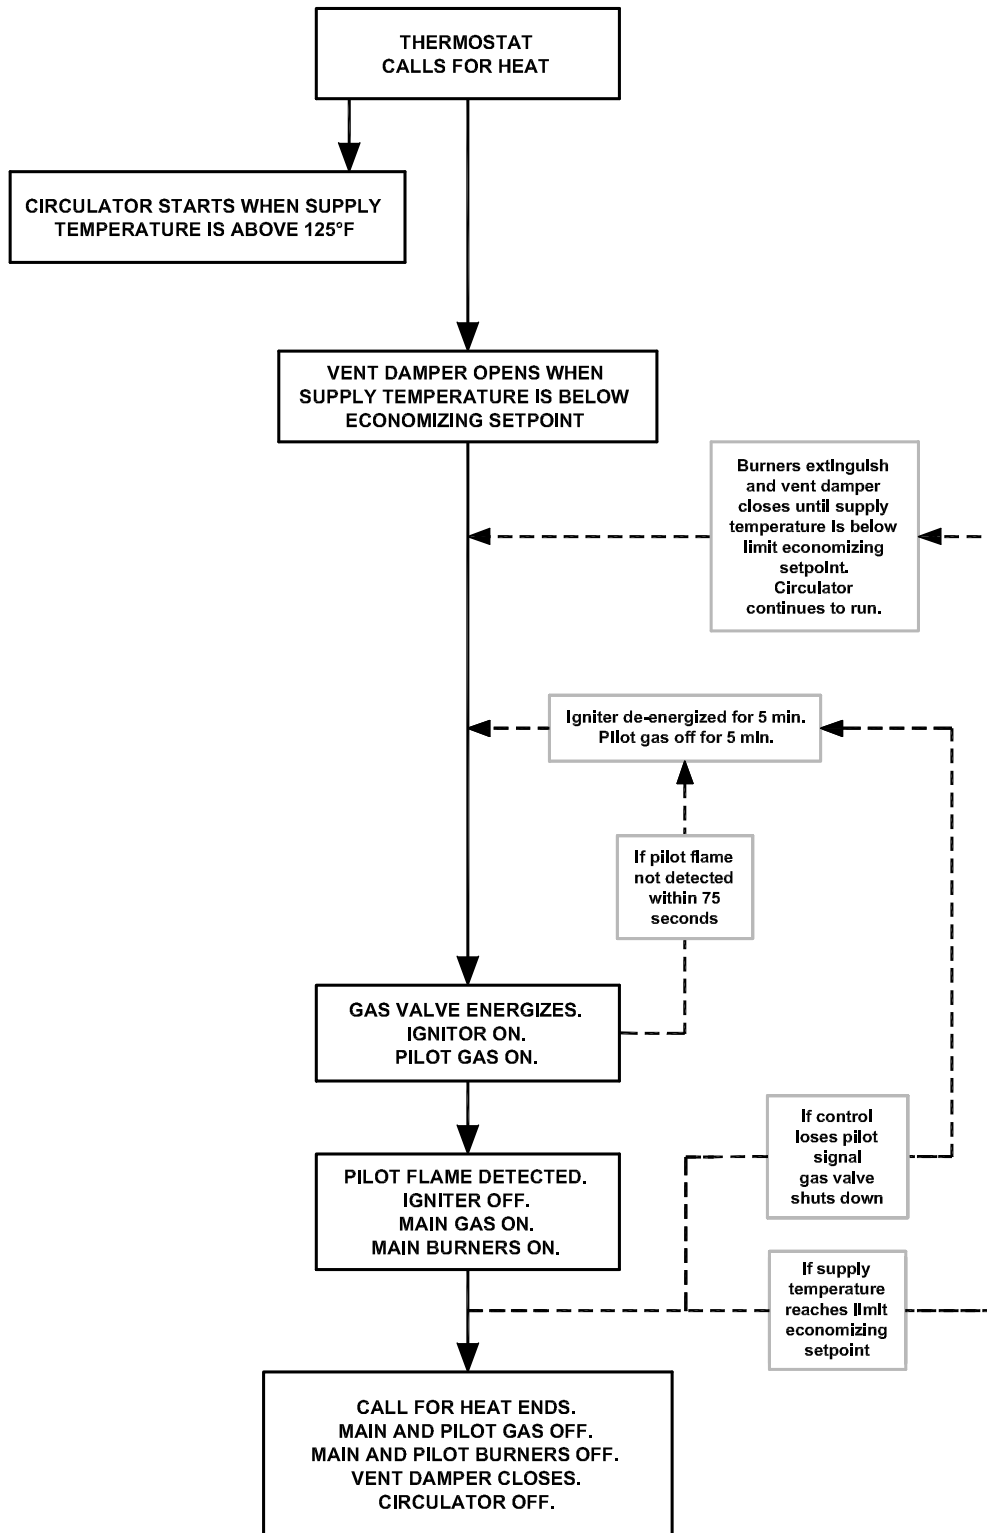 THERMOSTAT
CALLS FOR HEAT
CIRCULATOR STARTS WHEN SUPPLY
TEMPERATURE IS ABOVE 125°F
VENT DAMPER OPENS WHEN
SUPPLY TEMPERATURE IS BELOW
ECONOMIZING SETPOINT
Burners extinguish
and vent damper
closes until supply
temperature is below
limit economizing
setpoint.
Circulator
continues to run.
Igniter de-energized for 5 min.
Pilot gas off for 5 min.
If pilot flame
not detected
within 75
seconds
GAS VALVE ENERGIZES.
IGNITOR ON.
PILOT GAS ON.
If control
loses pilot
signal
gas valve
shuts down
PILOT FLAME DETECTED.
IGNITER OFF.
MAIN GAS ON.
MAIN BURNERS ON.
If supply
temperature
reaches limit
economizing
setpoint
CALL FOR HEAT ENDS.
MAIN AND PILOT GAS OFF.
MAIN AND PILOT BURNERS OFF.
VENT DAMPER CLOSES.
CIRCULATOR OFF.